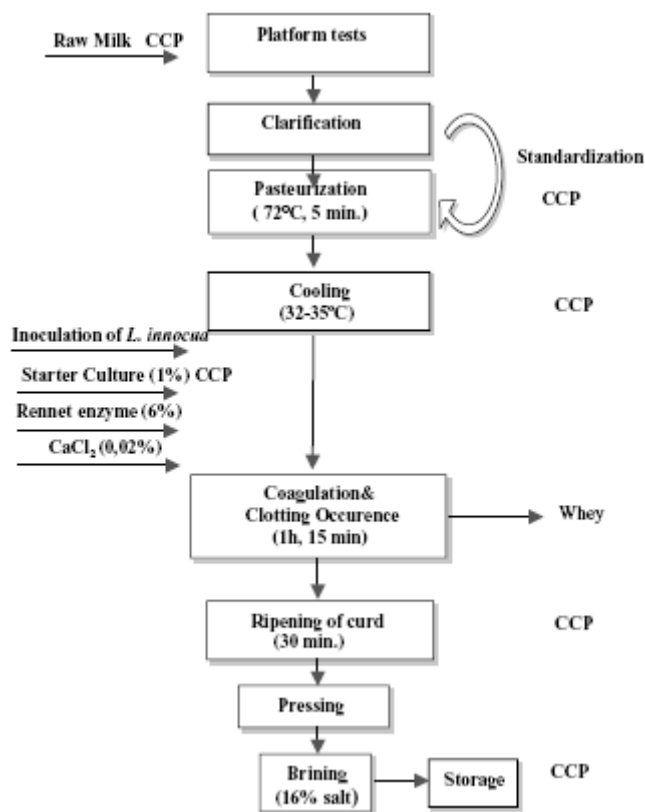 Raw Milk CCP
Platform tests
Clarification
Standardization
Pasteurization
( 72°C, 5 min.)
CCP
Cooling
(32-35°C)
CCP
Inoculation of L. innocua
Starter Culture (1%) CCP
Rennet enzyme (6%)
CaCl₂ (0,02%)
Coagulation&
Clotting Occurence
(1h, 15 min)
Whey
Ripening of curd
(30 min.)
CCP
Pressing
Brining
(16% salt)
Storage
CCP